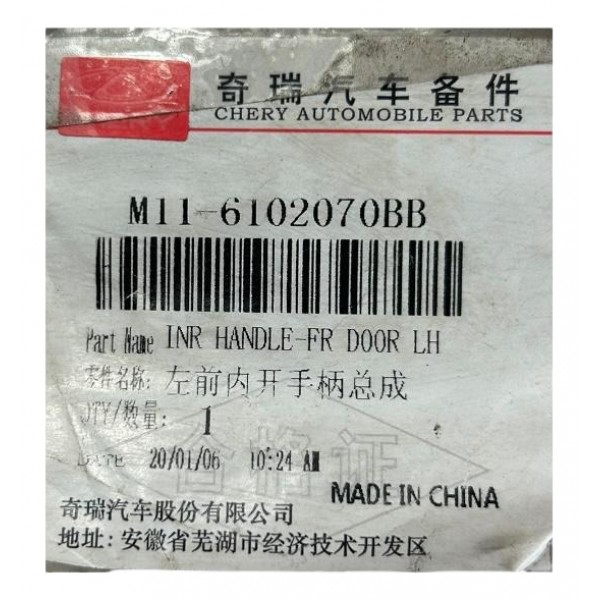 奇瑞汽车备件
CHERY AUTOMOBILE PARTS
M11-6102070BB
H
Part Name INR HANDLE-FR DOOR LH
零件名称: 左前内开手柄总成
QTY/数量: 1
DATE 20/01/06 10:24 AM
合格证
MADE IN CHINA
奇瑞汽车股份有限公司
地址: 安徽省芜湖市经济技术开发区